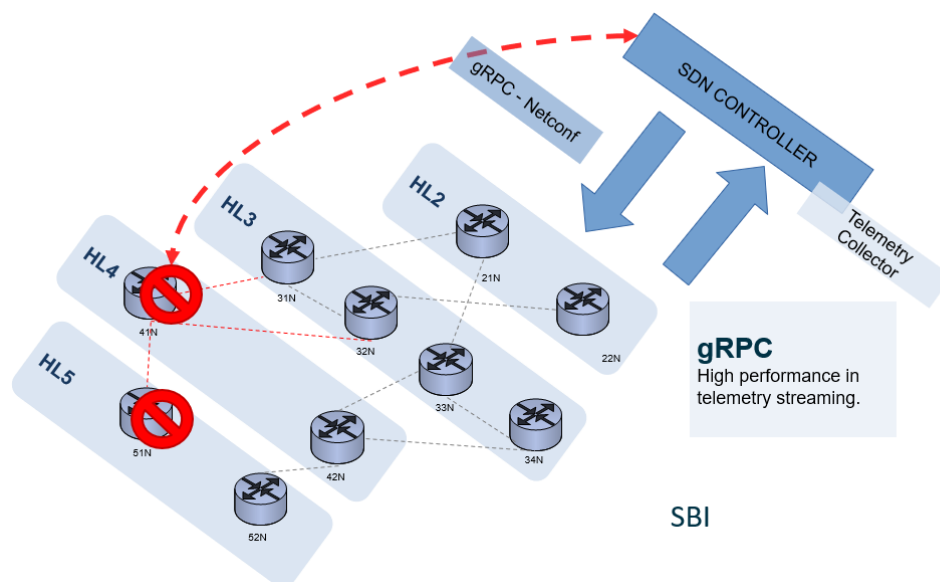 SDN CONTROLLER
gRPC - Netconf
Telemetry
Collector
HL2
HL3
HL4
HL5
21N
22N
31N
32N
33N
34N
41N
42N
51N
52N
gRPC
High performance in
telemetry streaming.
SBI